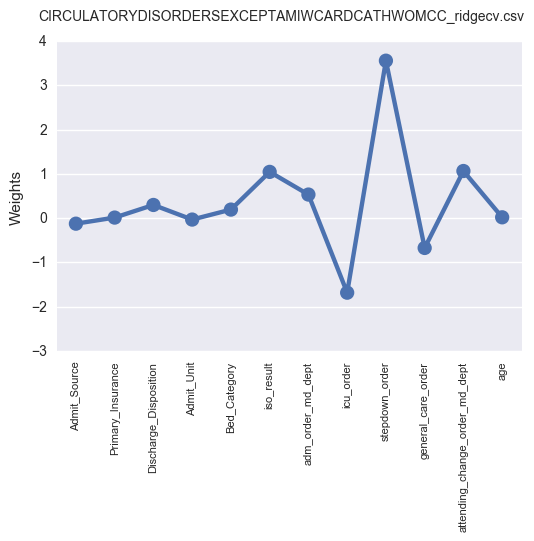 CIRCULATORYDISORDERSEXCEPTAMIWCARDCATHWOMCC_ridgecv.csv
4
3
2
1
0
−1
−2
−3
Weights
Admit_Source
Primary_Insurance
Discharge_Disposition
Admit_Unit
Bed_Category
iso_result
adm_order_md_dept
icu_order
stepdown_order
general_care_order
attending_change_order_md_dept
age